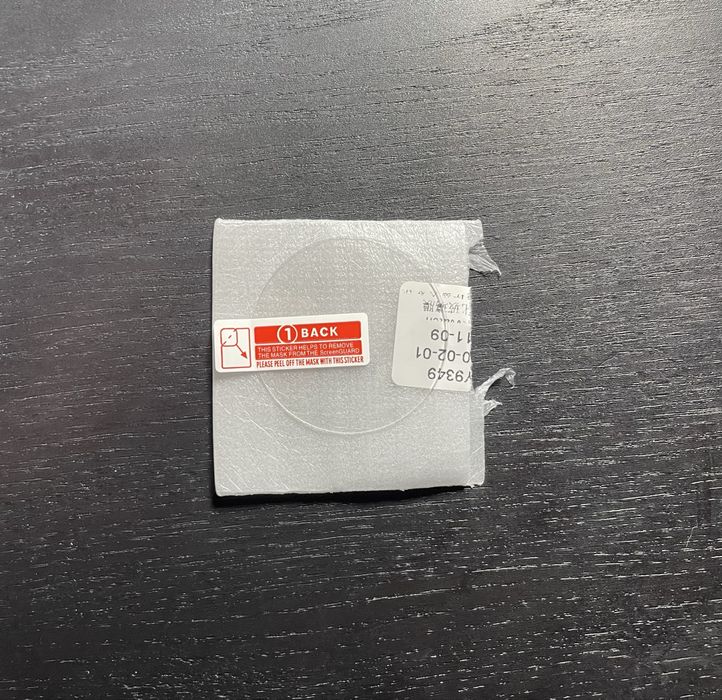 1 BACK
THIS STICKER HELPS TO REMOVE
THE MASK FROM THE ScreenGUARD
PLEASE PEEL OFF THE MASK WITH THIS STICKER
Y9349
0-02-01
11-09